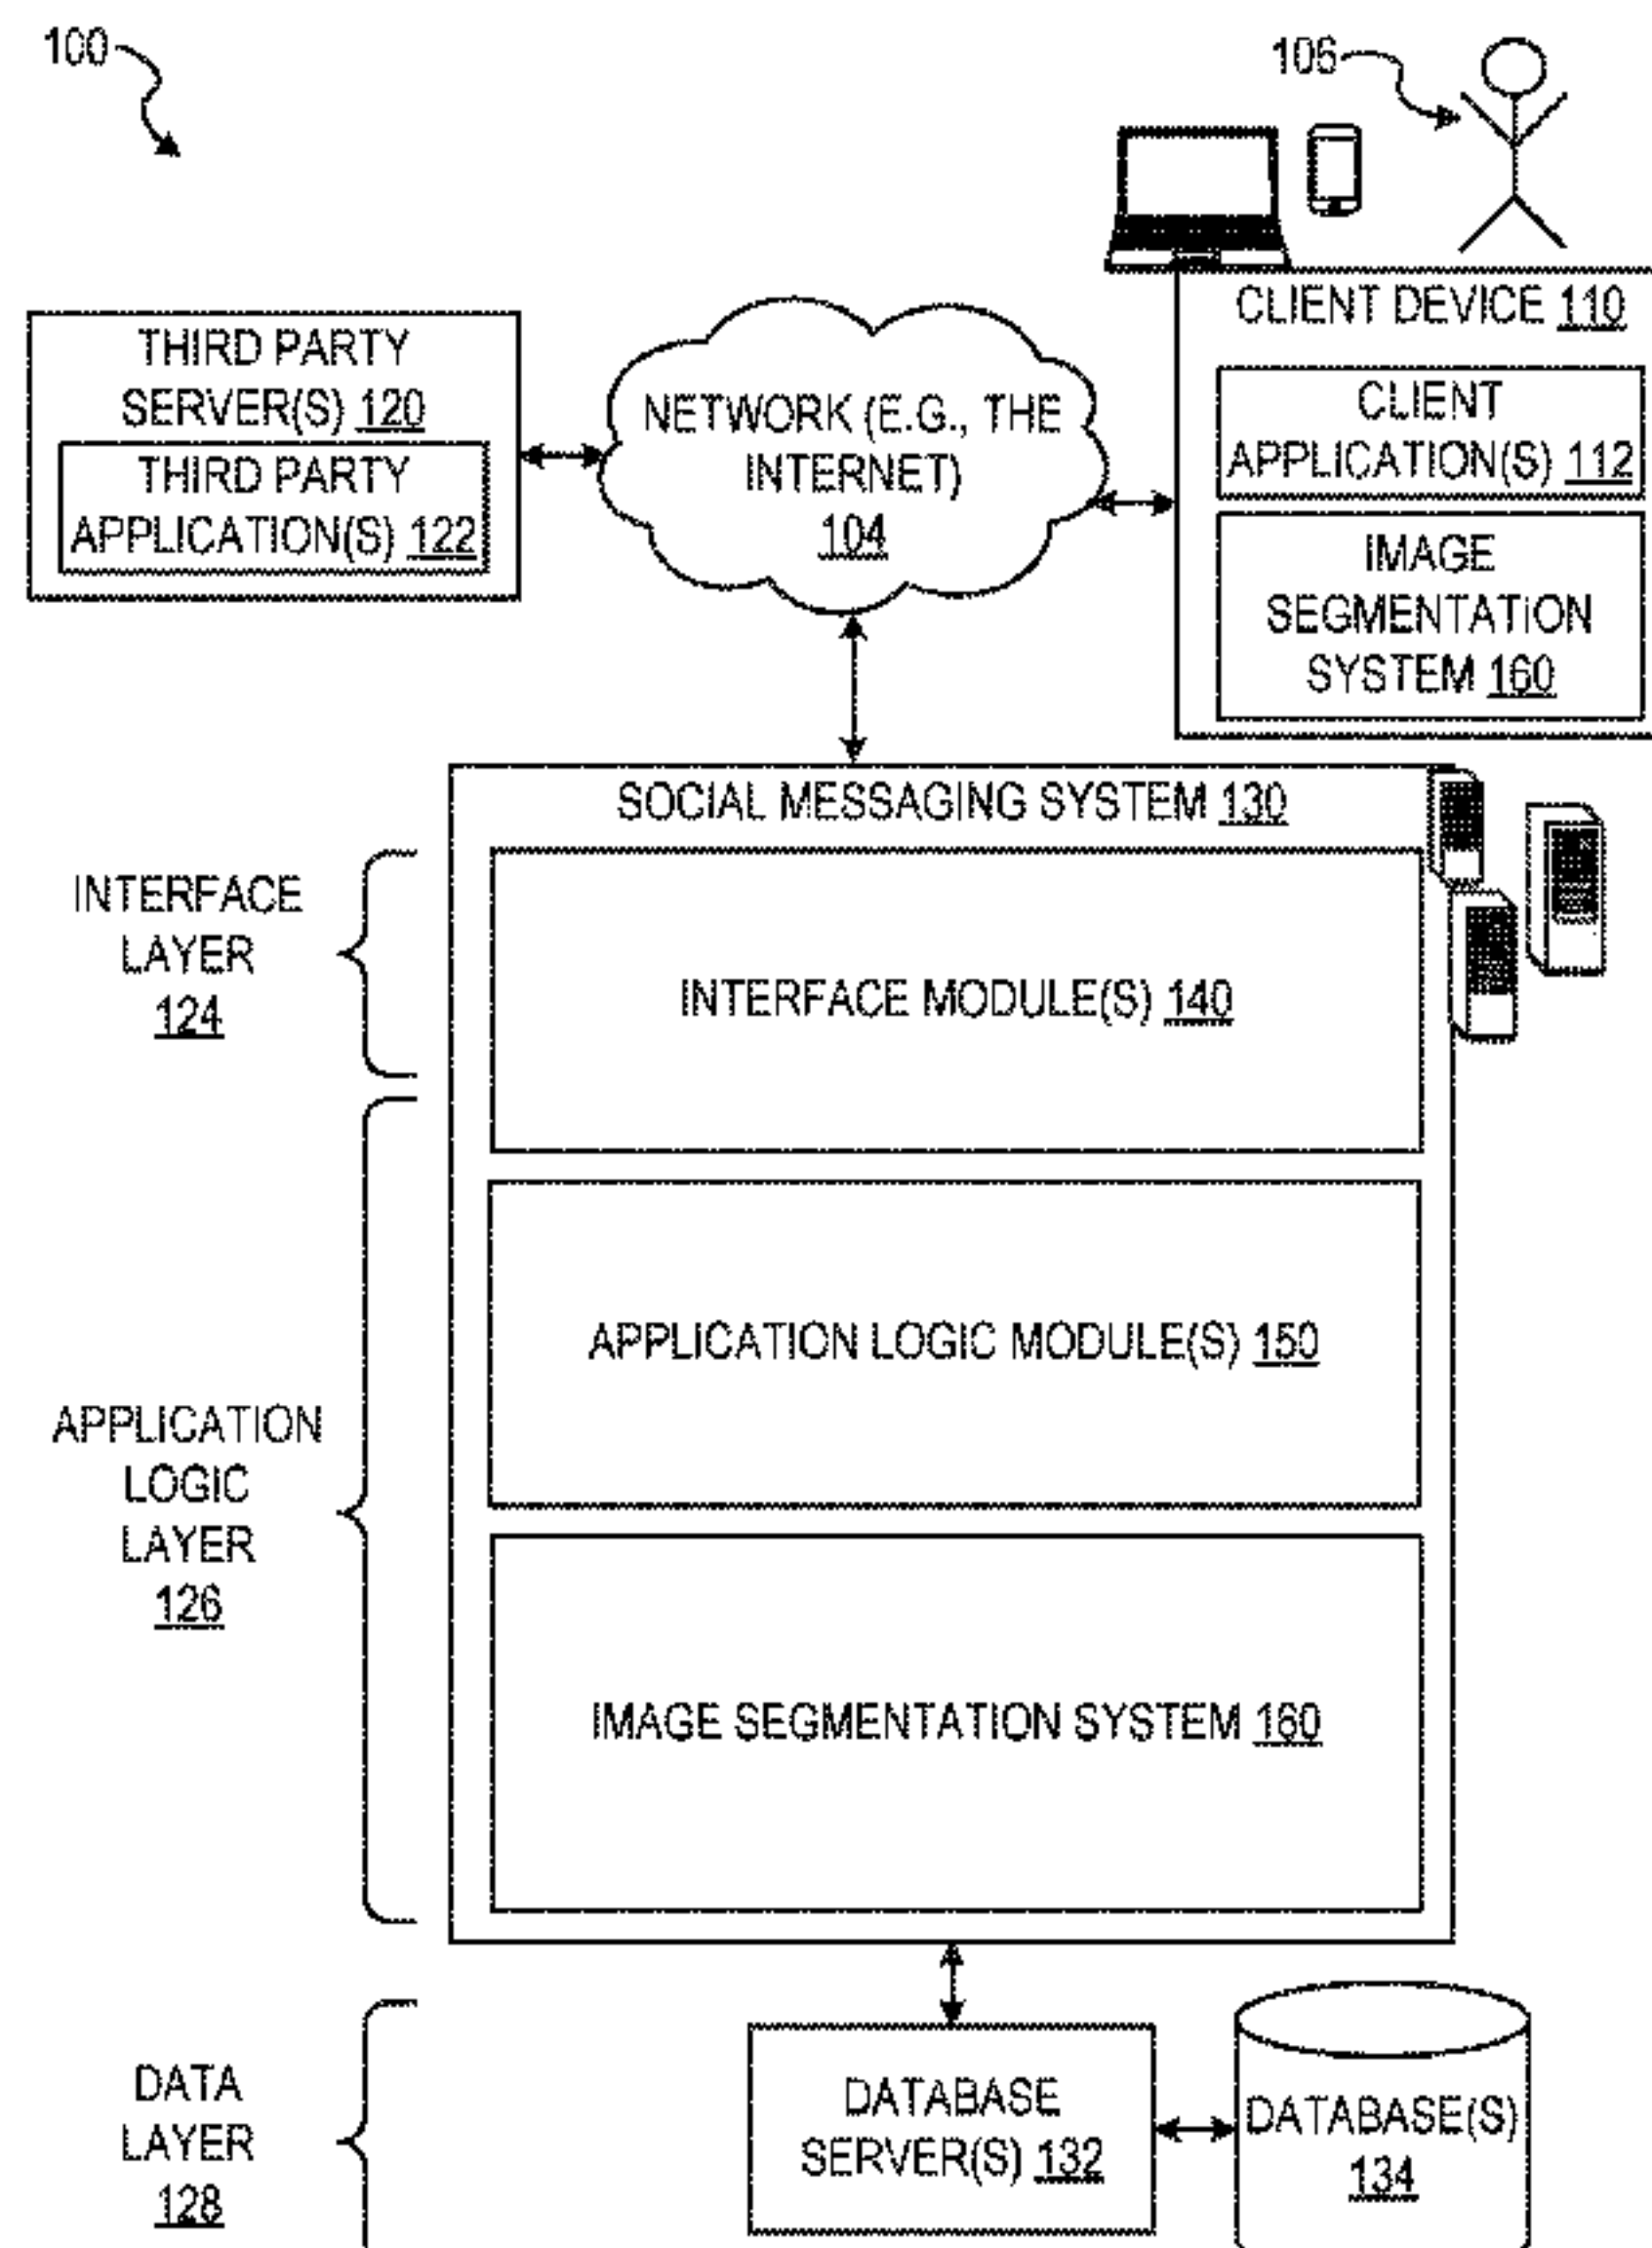 100
106
THIRD PARTY
SERVER(S) 120
THIRD PARTY
APPLICATION(S) 122
NETWORK (E.G., THE
INTERNET)
104
CLIENT DEVICE 110
CLIENT
APPLICATION(S) 112
IMAGE
SEGMENTATION
SYSTEM 160
SOCIAL MESSAGING SYSTEM 130
INTERFACE
LAYER
124
INTERFACE MODULE(S) 140
APPLICATION LOGIC MODULE(S) 150
APPLICATION
LOGIC
LAYER
126
IMAGE SEGMENTATION SYSTEM 160
DATA
LAYER
128
DATABASE
SERVER(S) 132
DATABASE(S)
134